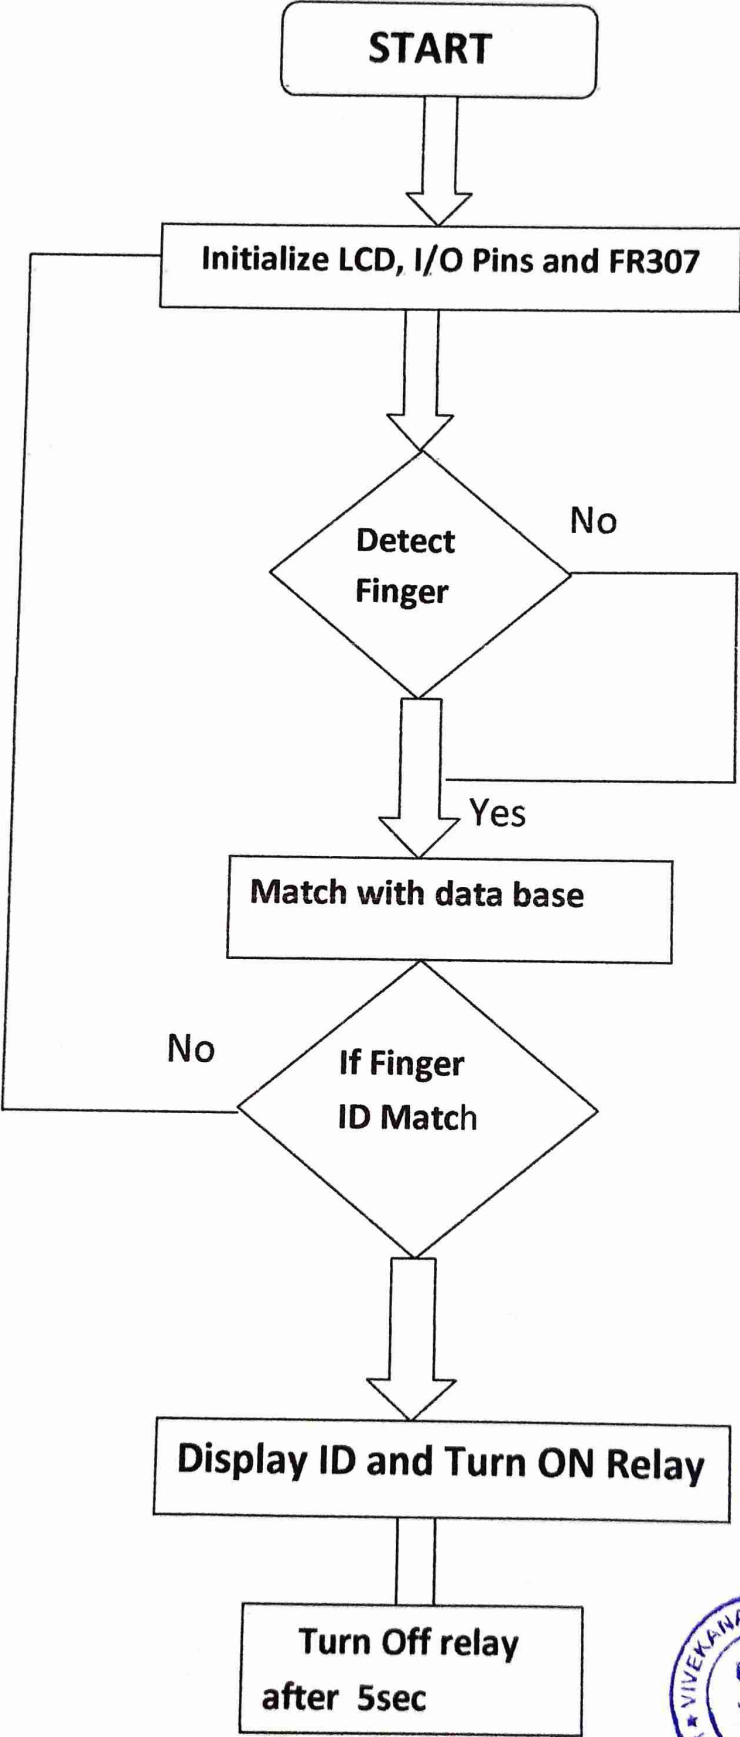 START
Initialize LCD, I/O Pins and FR307
Detect
Finger
No
Yes
Match with data base
No
If Finger
ID Match
Display ID and Turn ON Relay
Turn Off relay
after 5sec